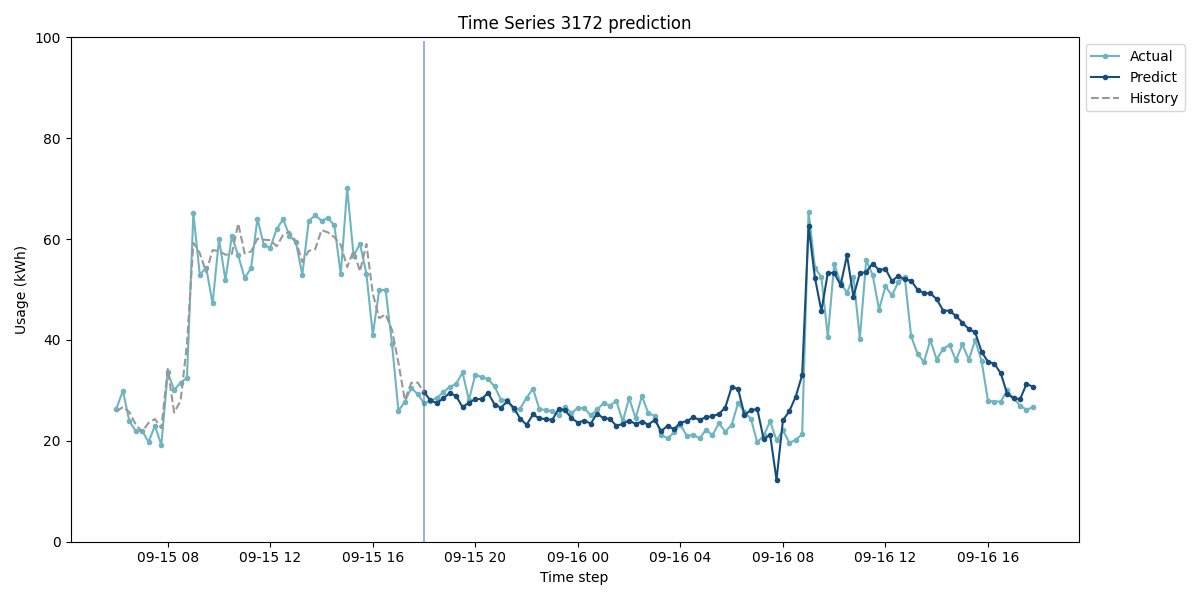 Time Series 3172 prediction
100
80
60
40
20
0
Usage (kWh)
09-15 08
09-15 12
09-15 16
09-15 20
09-16 00
09-16 04
09-16 08
09-16 12
09-16 16
Time step
Actual
Predict
History